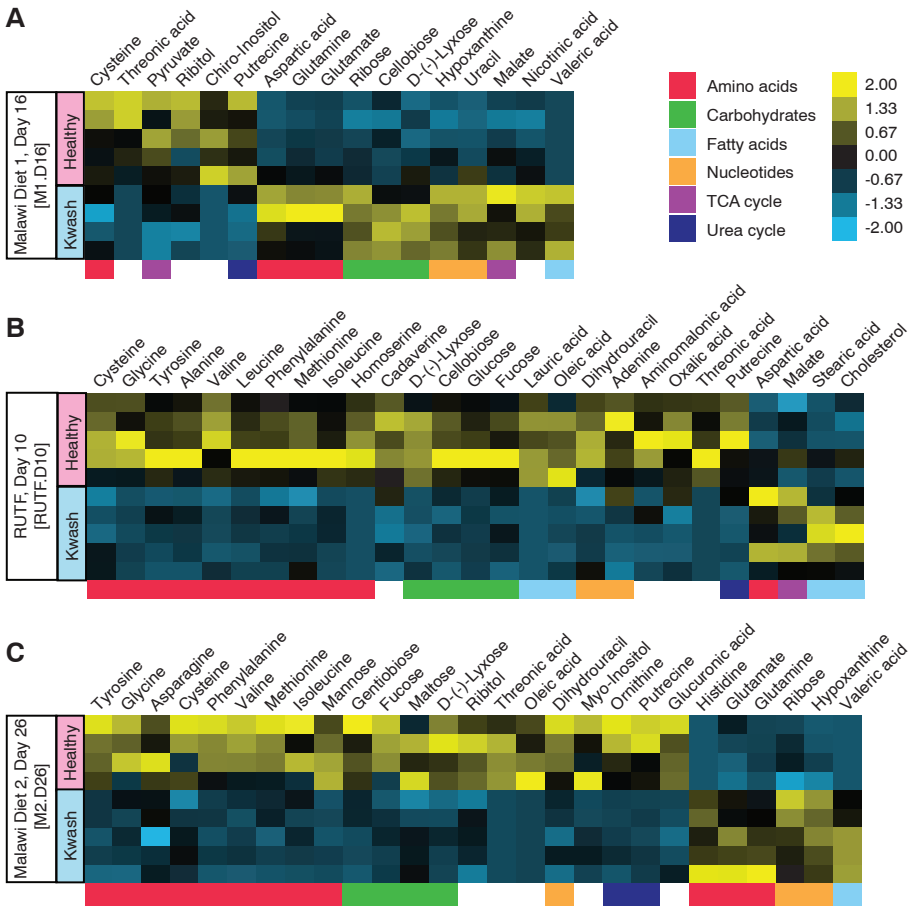 A
Cysteine
Threonic acid
Pyruvate
Ribitol
Chiro-Inositol
Putrecine
Aspartic acid
Glutamine
Glutamate
Ribose
Cellobiose
D-(-)-Lyxose
Hypoxanthine
Uracil
Malate
Nicotinic acid
Valeric acid
Malawi Diet 1, Day 16
[M1.D16]
Healthy
Kwash
Amino acids
Carbohydrates
Fatty acids
Nucleotides
TCA cycle
Urea cycle
2.00
1.33
0.67
0.00
-0.67
-1.33
-2.00
B
Cysteine
Glycine
Tyrosine
Alanine
Valine
Leucine
Phenylalanine
Methionine
Isoleucine
Homoserine
Cadaverine
D-(-)-Lyxose
Cellobiose
Glucose
Fucose
Lauric acid
Oleic acid
Dihydrouracil
Adenine
Aminomalonic acid
Oxalic acid
Threonic acid
Putrecine
Aspartic acid
Malate
Stearic acid
Cholesterol
RUTF, Day 10
[RUTF.D10]
Healthy
Kwash
C
Tyrosine
Glycine
Asparagine
Cysteine
Phenylalanine
Valine
Methionine
Isoleucine
Mannose
Gentiobiose
Fucose
Maltose
D-(-)-Lyxose
Ribitol
Threonic acid
Oleic acid
Dihydrouracil
Myo-Inositol
Ornithine
Putrecine
Glucuronic acid
Histidine
Glutamate
Glutamine
Ribose
Hypoxanthine
Valeric acid
Malawi Diet 2, Day 26
[M2.D26]
Healthy
Kwash